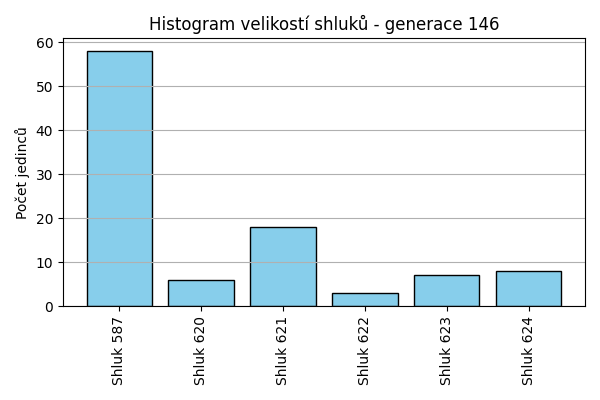 Histogram velikostí shluků - generace 146
Počet jedinců
60
50
40
30
20
10
0
Shluk 587
Shluk 620
Shluk 621
Shluk 622
Shluk 623
Shluk 624